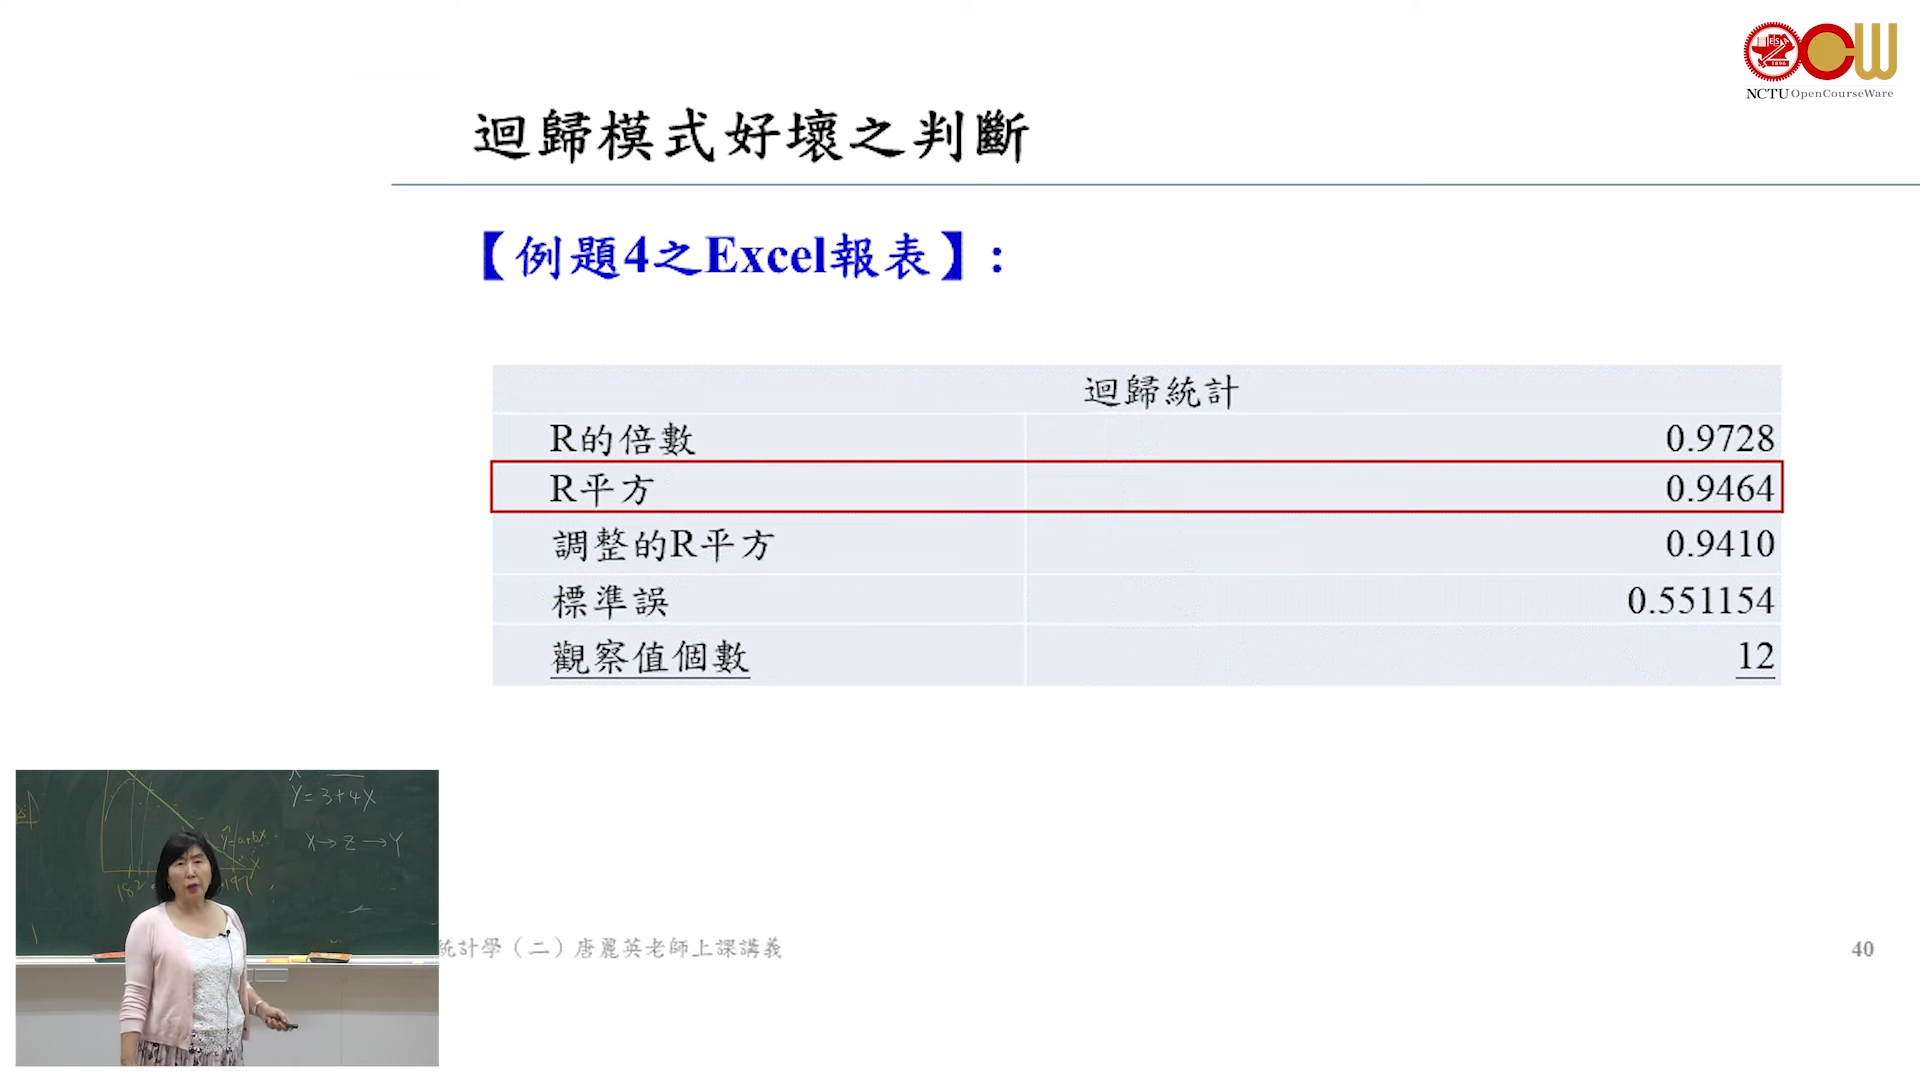 NCTU OpenCourseWare
迴歸模式好壞之判斷
【例題4之Excel報表】:
迴歸統計
R的倍數 0.9728
R平方 0.9464
調整的R平方 0.9410
標準誤 0.551154
觀察值個數 12
Y=3+4X
X→Z→Y
ŷ=a+bx
統計學（二）唐麗英老師上課講義
40